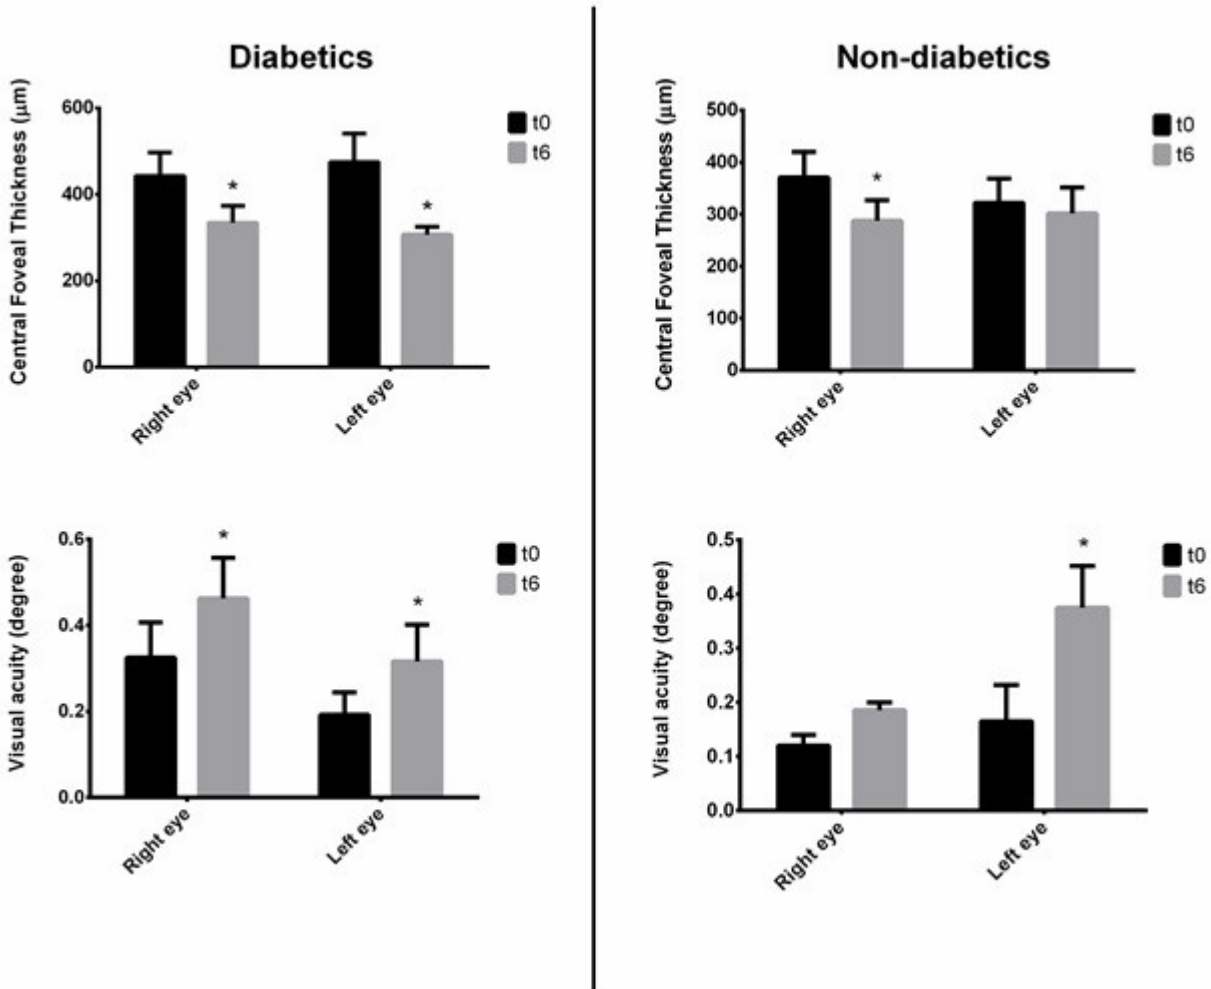 Diabetics
Central Foveal Thickness (μm)
600
400
200
0
*
*
t0
t6
Right eye
Left eye
Non-diabetics
Central Foveal Thickness (μm)
500
400
300
200
100
0
*
t0
t6
Right eye
Left eye
Visual acuity (degree)
0.6
0.4
0.2
0.0
*
*
t0
t6
Right eye
Left eye
Visual acuity (degree)
0.5
0.4
0.3
0.2
0.1
0.0
*
t0
t6
Right eye
Left eye